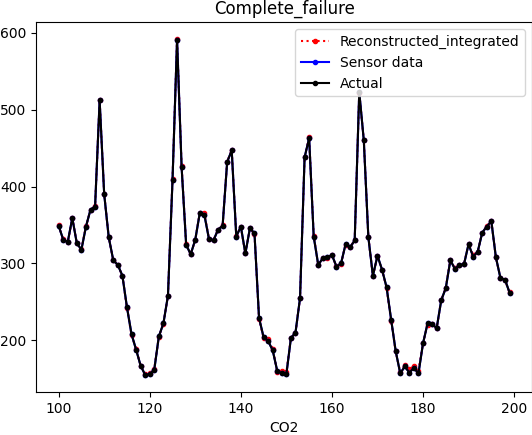 Complete_failure
Reconstructed_integrated
Sensor data
Actual
600
500
400
300
200
100 120 140 160 180 200
CO2